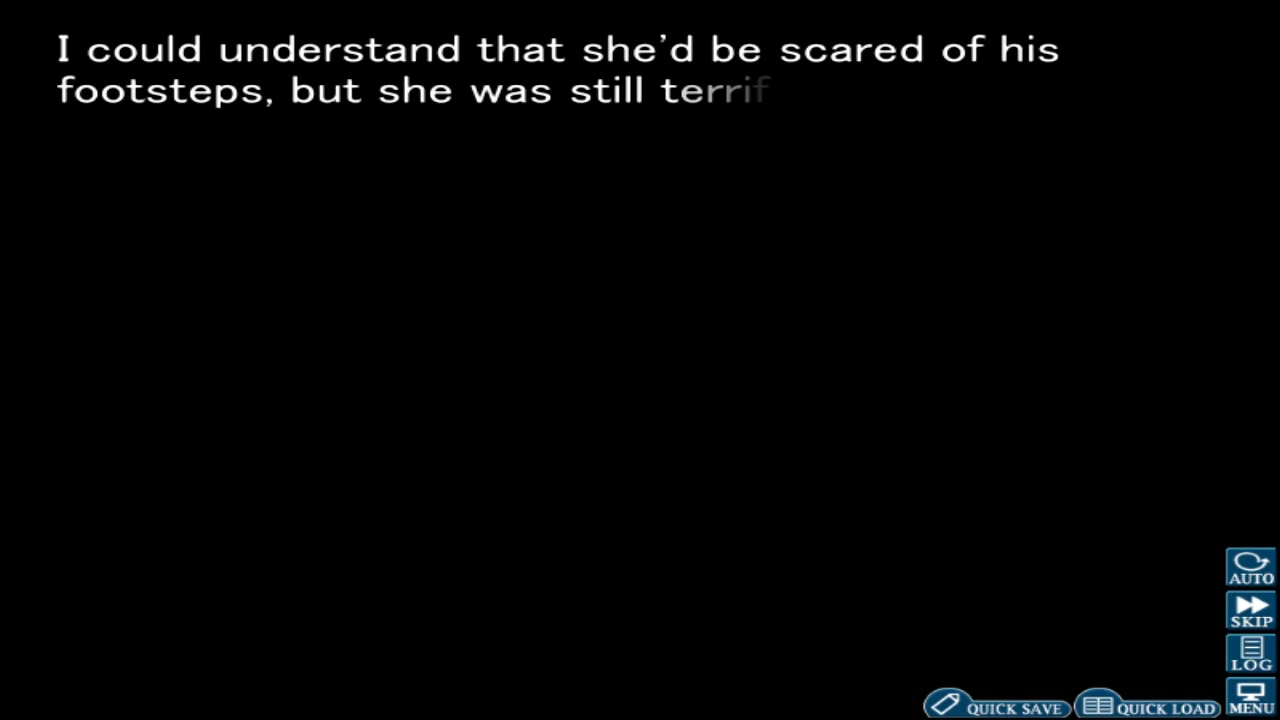 I could understand that she'd be scared of his
footsteps, but she was still terrif
AUTO
SKIP
LOG
QUICK SAVE
QUICK LOAD
MENU